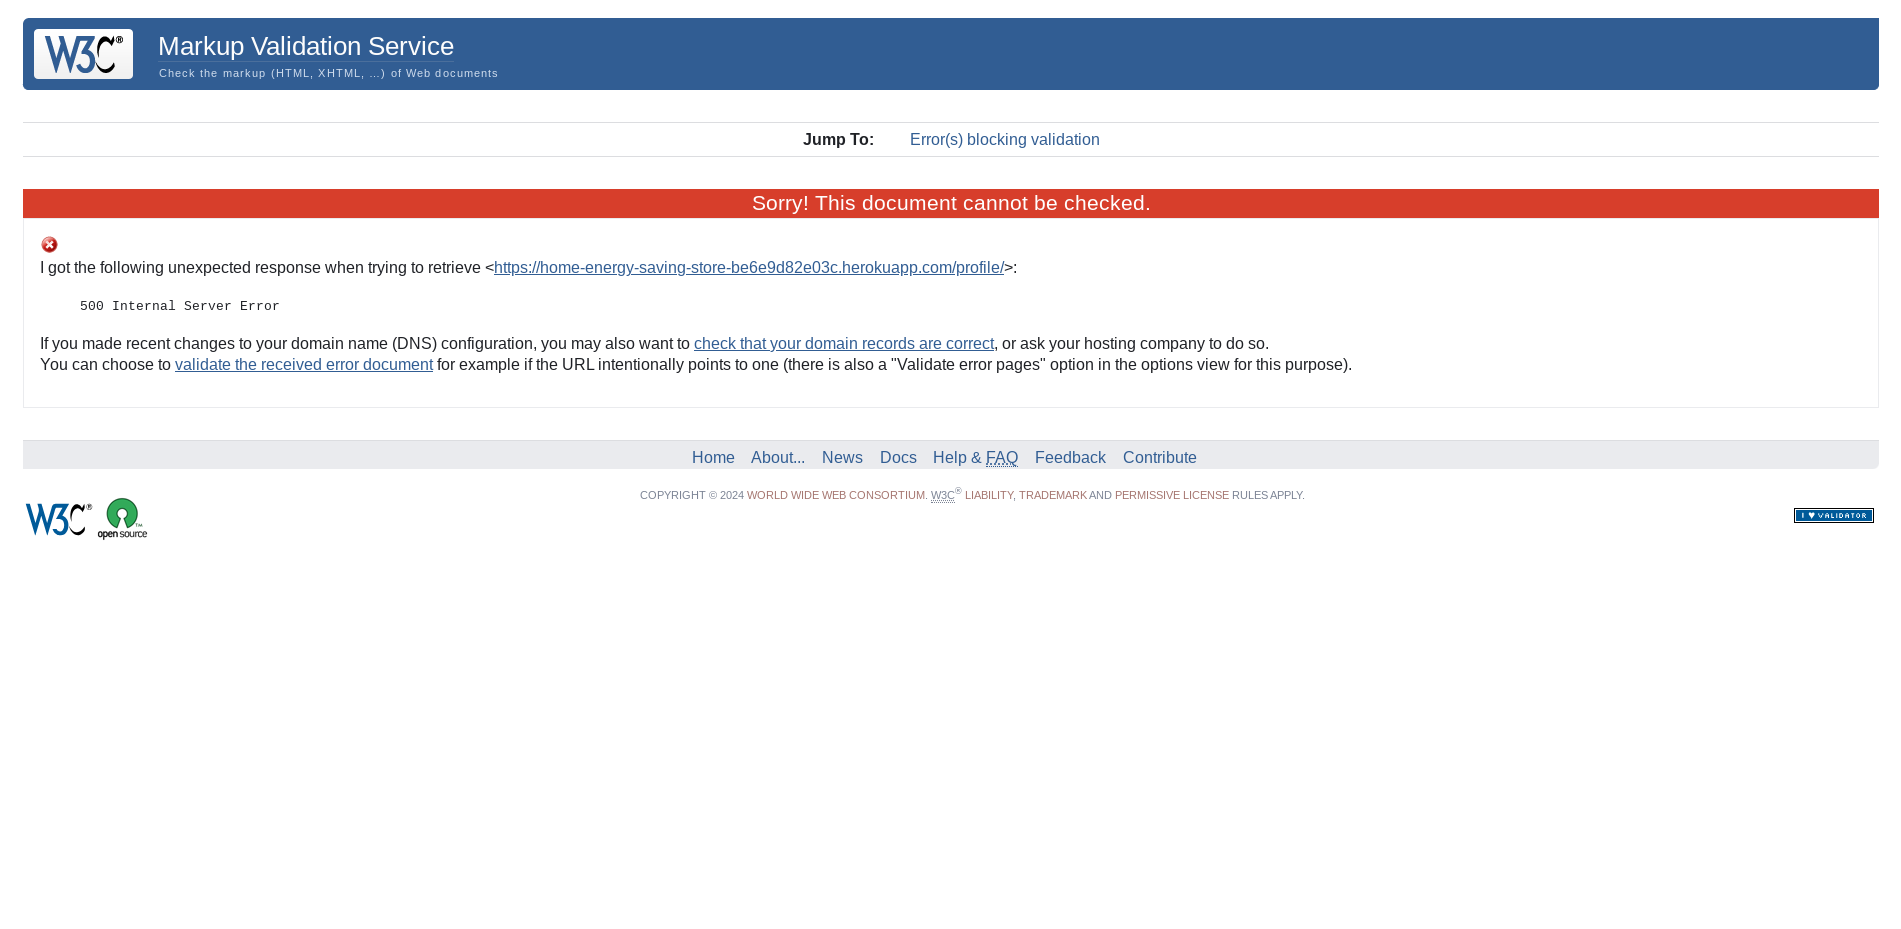 W3C®
Markup Validation Service
Check the markup (HTML, XHTML, …) of Web documents
Jump To: Error(s) blocking validation
Sorry! This document cannot be checked.
I got the following unexpected response when trying to retrieve <https://home-energy-saving-store-be6e9d82e03c.herokuapp.com/profile/>:
500 Internal Server Error
If you made recent changes to your domain name (DNS) configuration, you may also want to check that your domain records are correct, or ask your hosting company to do so.
You can choose to validate the received error document for example if the URL intentionally points to one (there is also a "Validate error pages" option in the options view for this purpose).
Home About... News Docs Help & FAQ Feedback Contribute
COPYRIGHT © 2024 WORLD WIDE WEB CONSORTIUM. W3C® LIABILITY, TRADEMARK AND PERMISSIVE LICENSE RULES APPLY.
W3C® open source™
I ♥ VALIDATOR